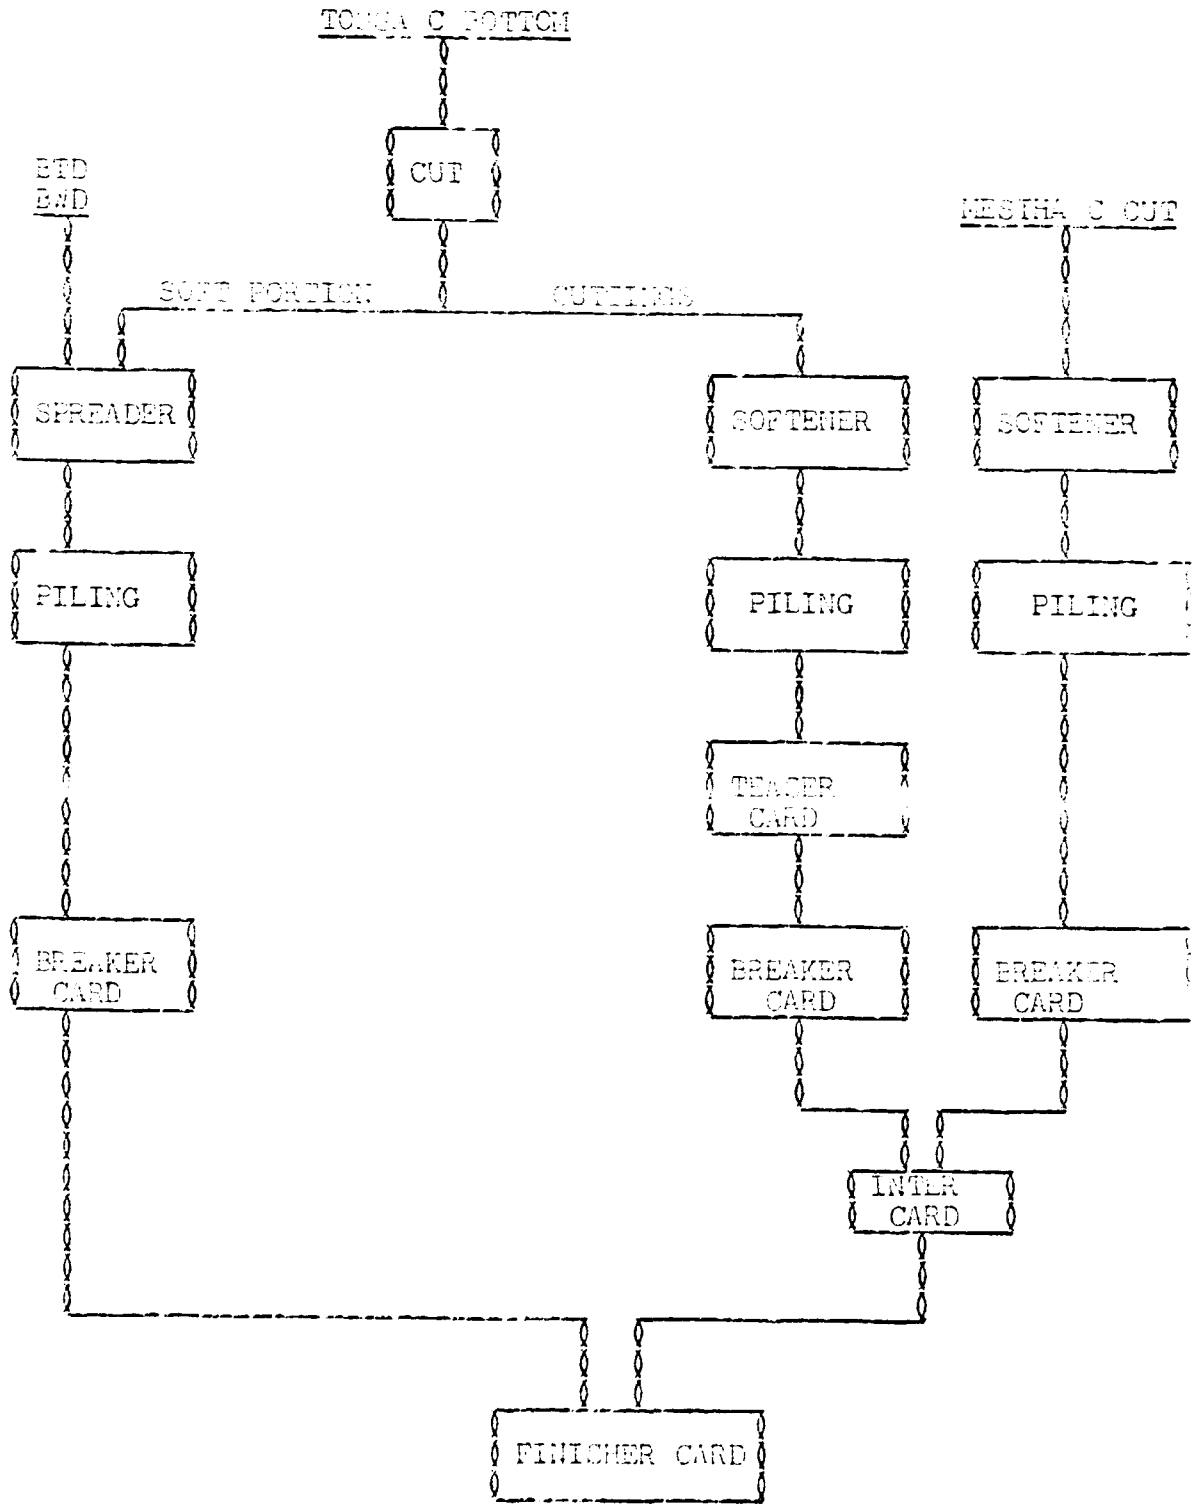 C BOTTOM
CUT
BTD
BWD
MESTHA C CUT
SOFT PORTION
CUTTINGS
SPREADER
SOFTENER
SOFTENER
PILING
PILING
PILING
TEASER
CARD
BREAKER
CARD
BREAKER
CARD
BREAKER
CARD
INTER
CARD
FINISHER CARD